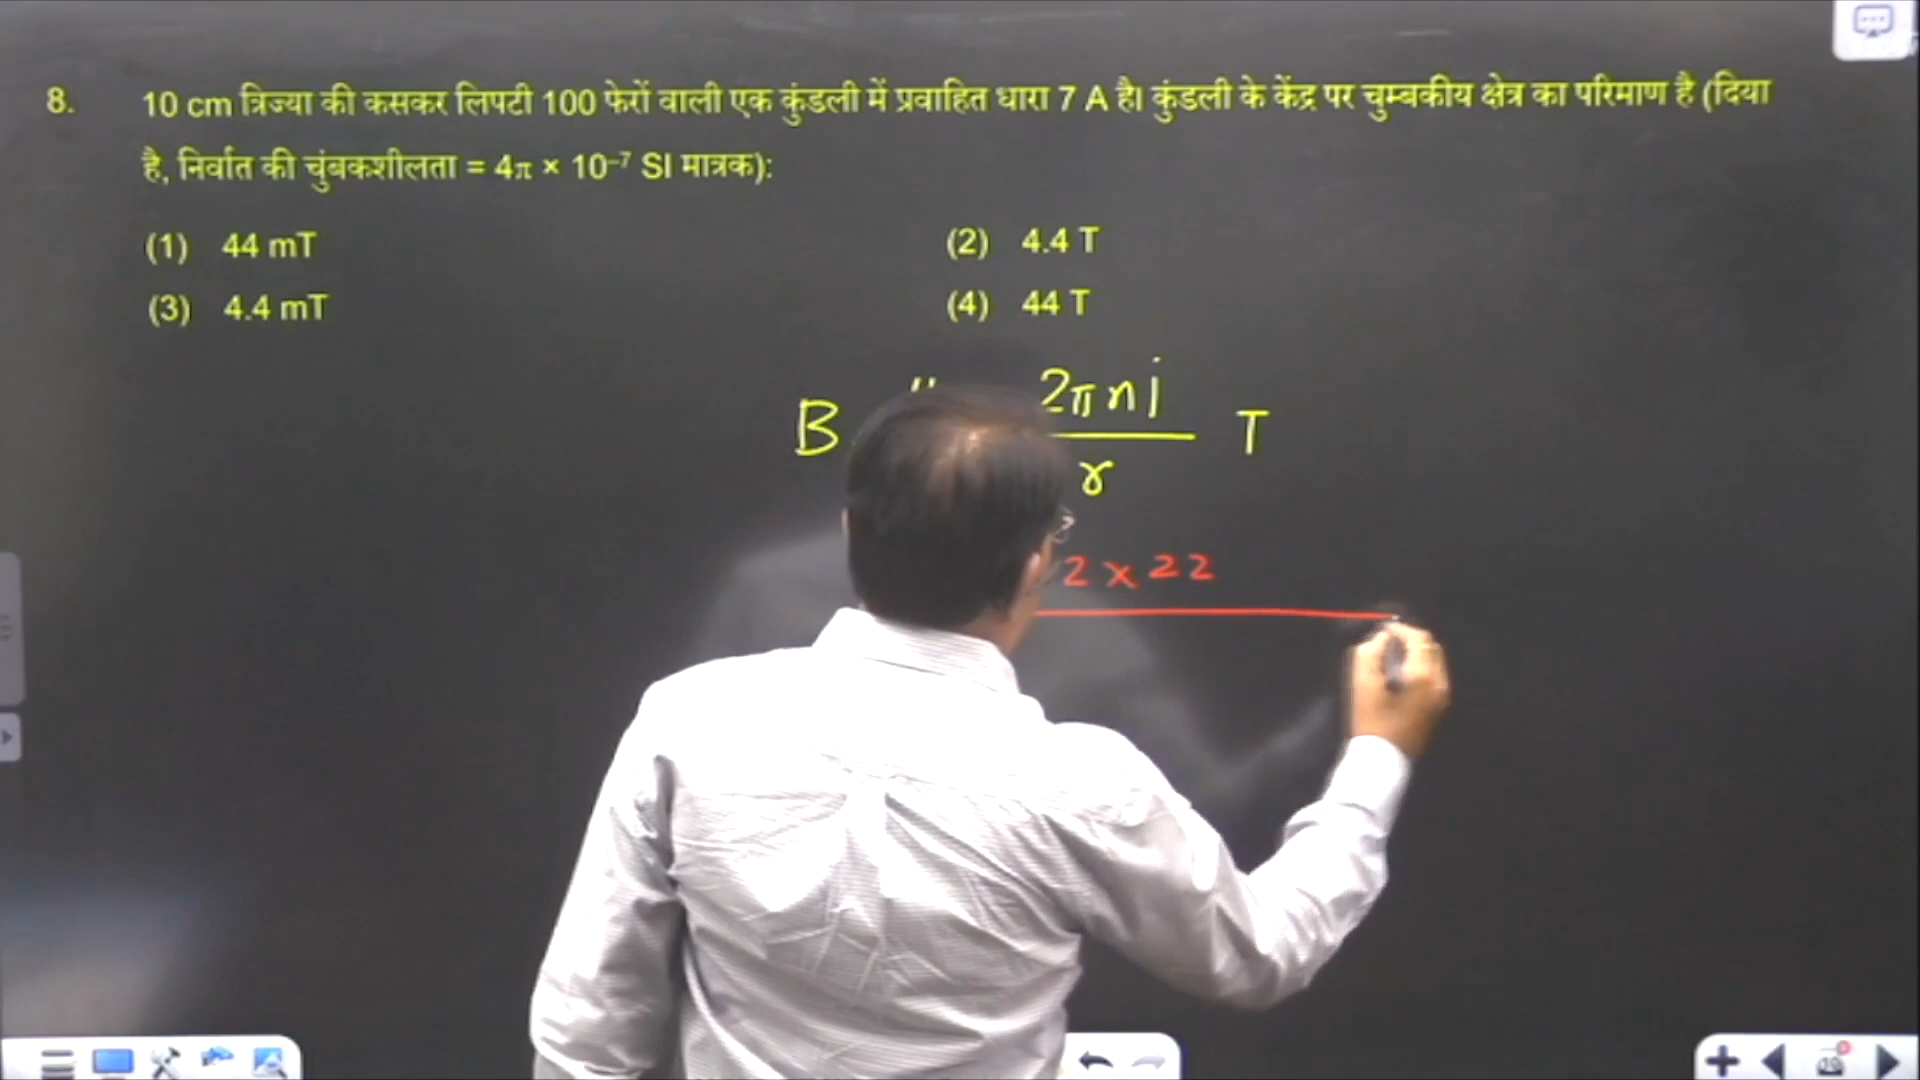 8. 10 cm त्रिज्या की कसकर लिपटी 100 फेरों वाली एक कुंडली में प्रवाहित धारा 7 A है। कुंडली के केंद्र पर चुम्बकीय क्षेत्र का परिमाण है (दिया
है, निर्वात की चुंबकशीलता = 4π × 10⁻⁷ SI मात्रक):
(1) 44 mT (2) 4.4 T
(3) 4.4 mT (4) 44 T
B 2πni T
r
2 x 22